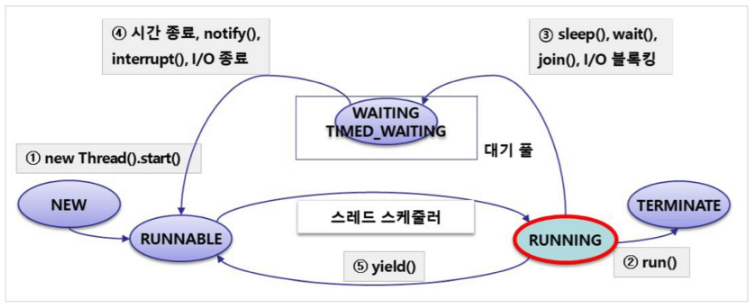 ④ 시간 종료, notify(),
interrupt(), I/O 종료
③ sleep(), wait(),
join(), I/O 블록킹
WAITING
TIMED_WAITING
대기 풀
① new Thread().start()
NEW
RUNNABLE
스레드 스케줄러
RUNNING
TERMINATE
② run()
⑤ yield()